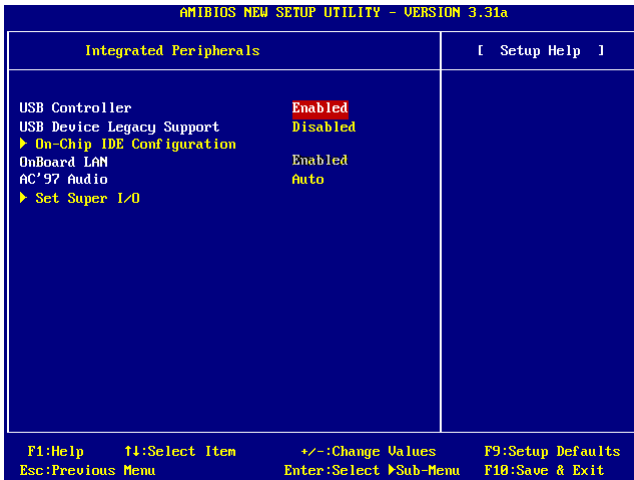 AMIBIOS NEW SETUP UTILITY - VERSION 3.31a
Integrated Peripherals
[ Setup Help ]
USB Controller Enabled
USB Device Legacy Support Disabled
▶ On-Chip IDE Configuration
OnBoard LAN Enabled
AC'97 Audio Auto
▶ Set Super I/O
F1:Help ↑↓:Select Item +/-:Change Values F9:Setup Defaults
Esc:Previous Menu Enter:Select ▶Sub-Menu F10:Save & Exit